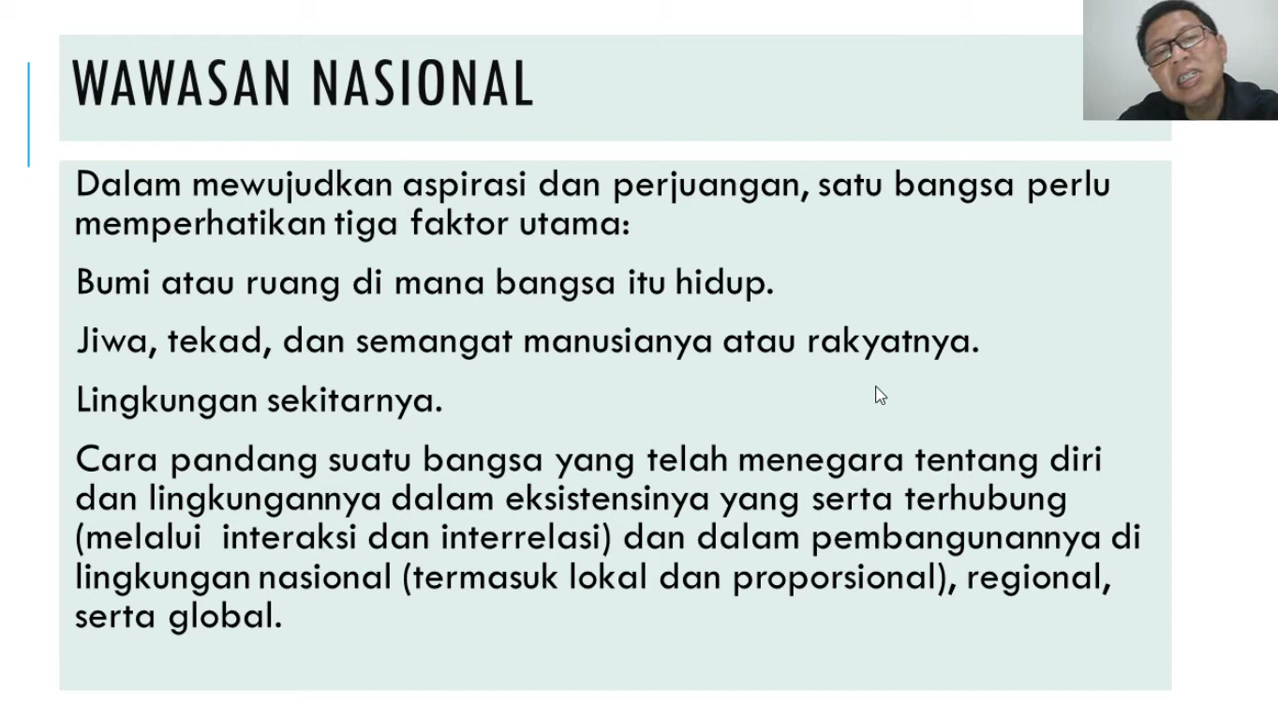 WAWASAN NASIONAL
Dalam mewujudkan aspirasi dan perjuangan, satu bangsa perlu
memperhatikan tiga faktor utama:
Bumi atau ruang di mana bangsa itu hidup.
Jiwa, tekad, dan semangat manusianya atau rakyatnya.
Lingkungan sekitarnya.
Cara pandang suatu bangsa yang telah menegara tentang diri
dan lingkungannya dalam eksistensinya yang serta terhubung
(melalui interaksi dan interrelasi) dan dalam pembangunannya di
lingkungan nasional (termasuk lokal dan proporsional), regional,
serta global.